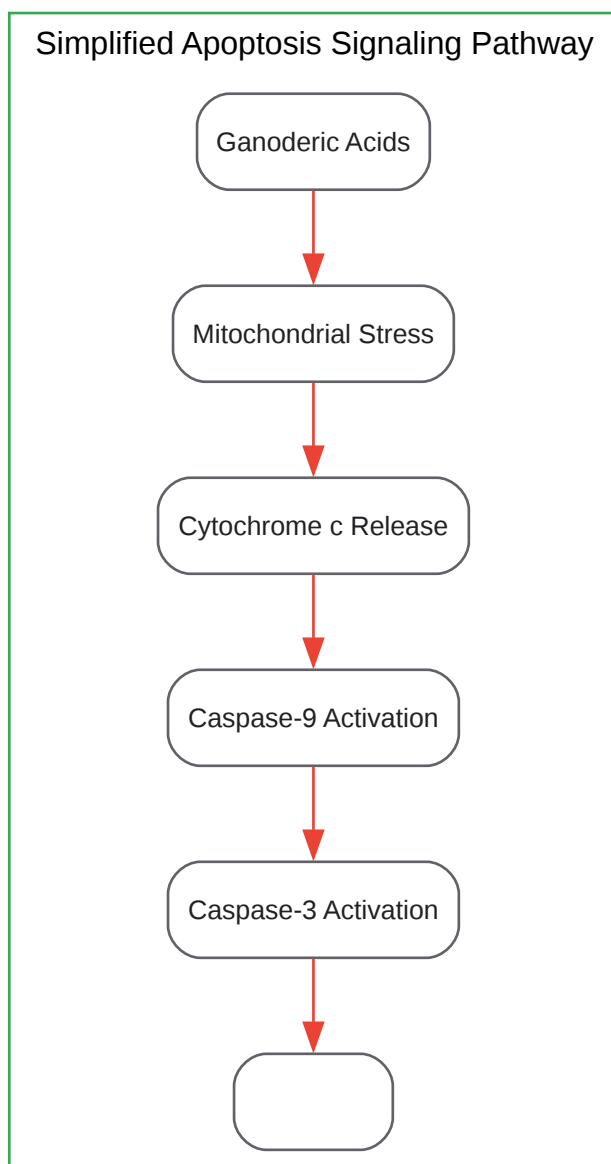 Simplified Apoptosis Signaling Pathway
Ganoderic Acids
Mitochondrial Stress
Cytochrome c Release
Caspase-9 Activation
Caspase-3 Activation